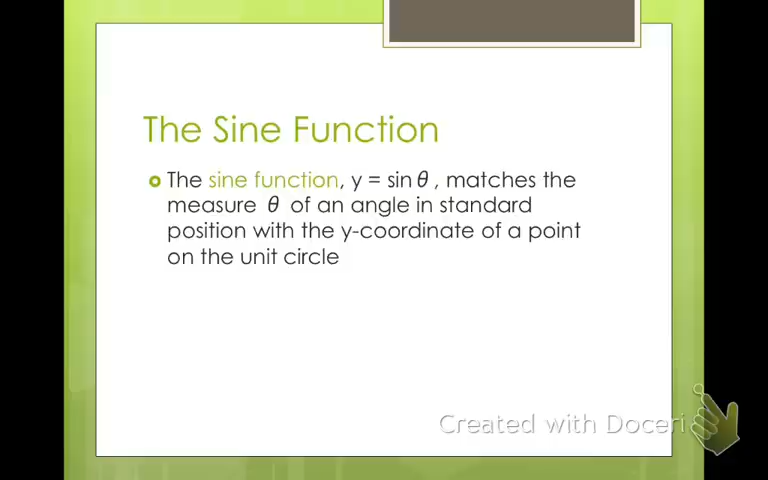 The Sine Function
The sine function, y = sin θ , matches the
measure θ of an angle in standard
position with the y-coordinate of a point
on the unit circle
Created with Doceri